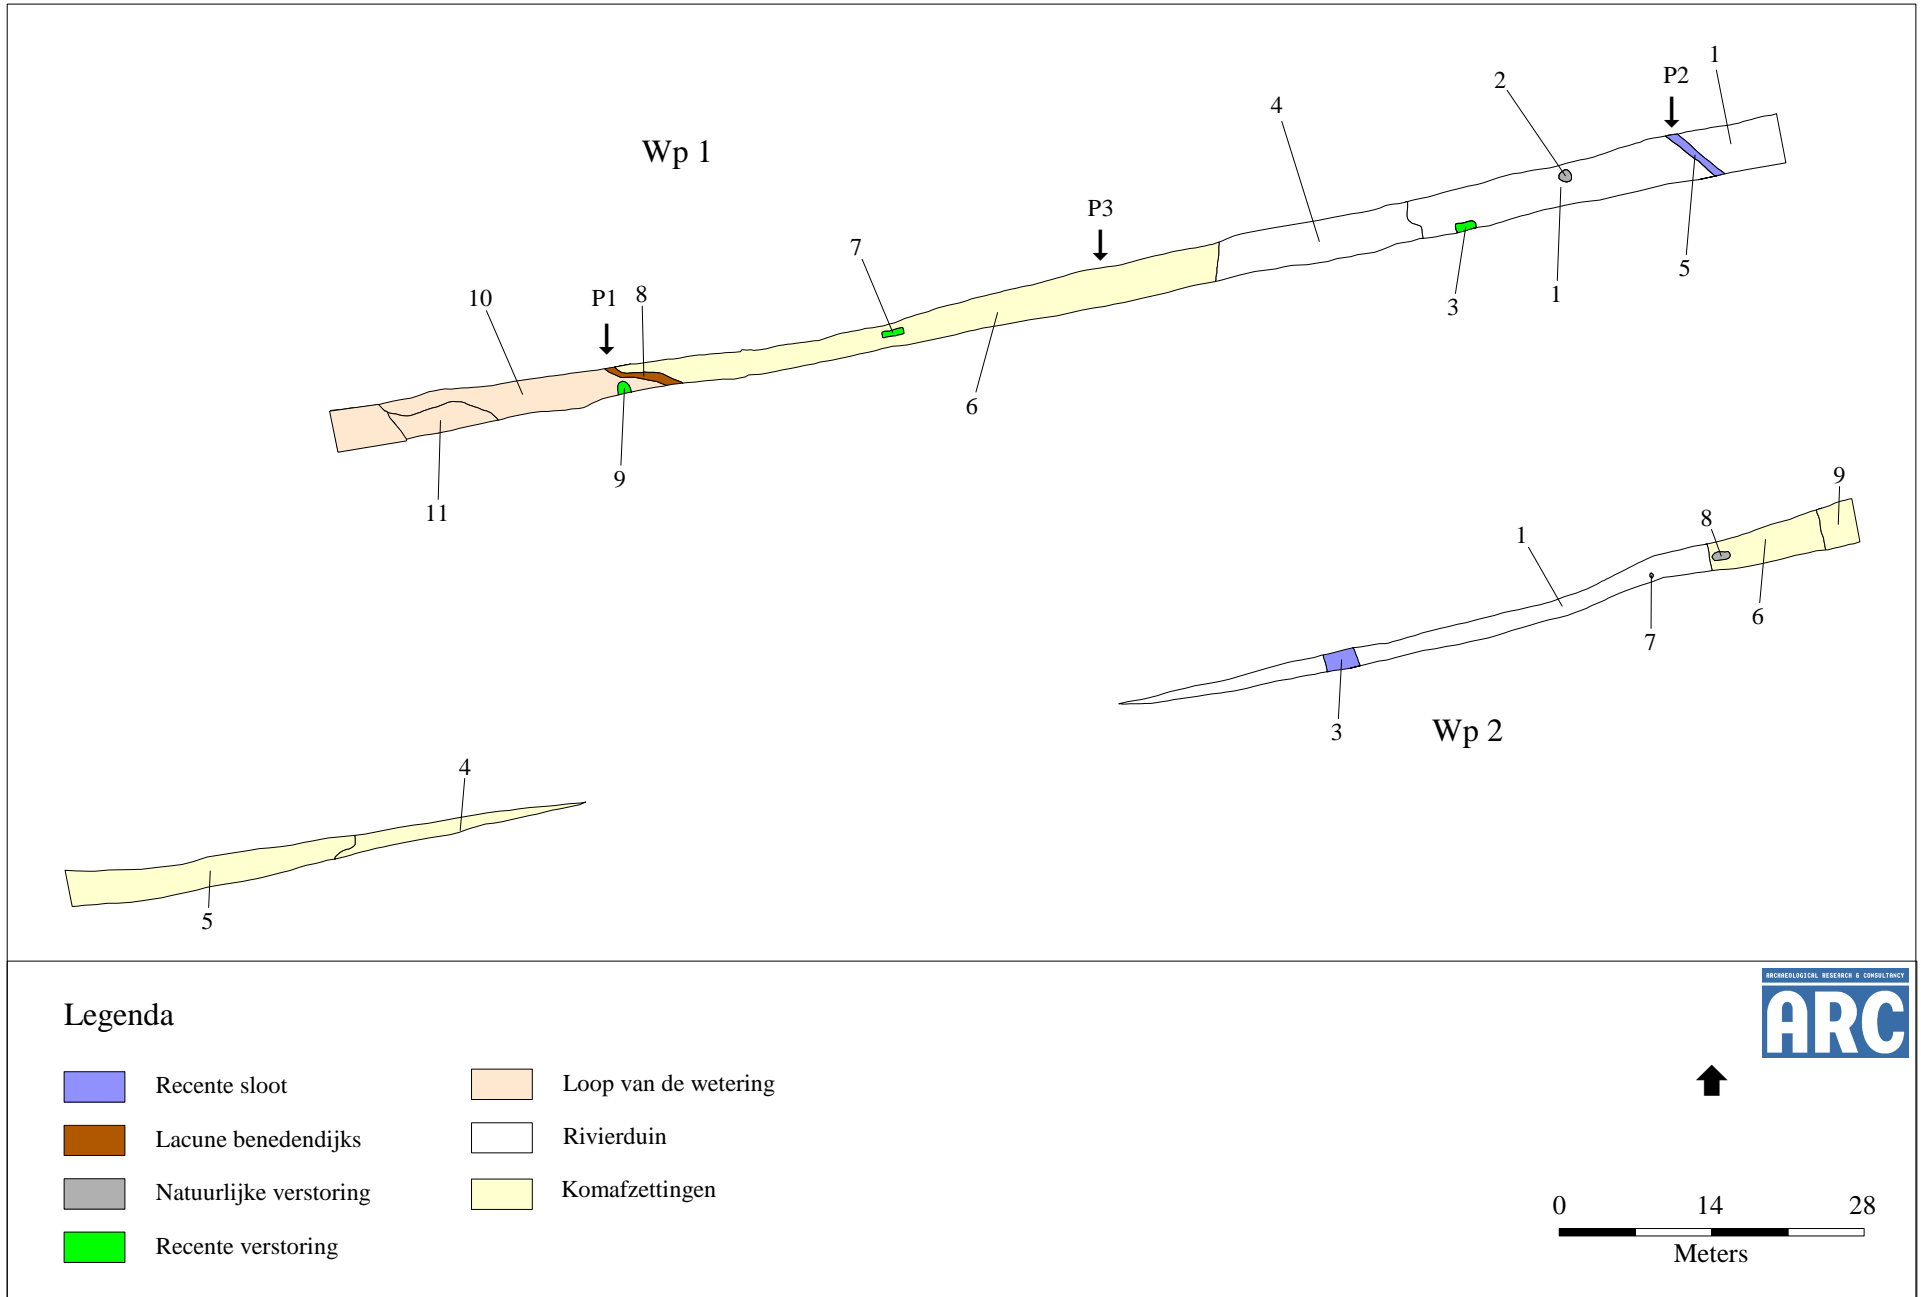 1
P2
2
4
Wp 1
P3
7
5
1
3
10
P1
8
6
9
11
9
8
1
6
7
3
Wp 2
4
5
ARCHAEOLOGICAL RESEARCH & CONSULTANCY
ARC
Legenda
Recente sloot
Lacune benedendijks
Natuurlijke verstoring
Recente verstoring
Loop van de wetering
Rivierduin
Komafzettingen
0 14 28
Meters